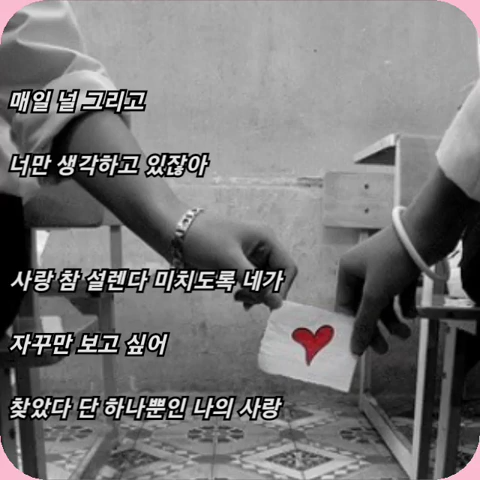 매일 널 그리고
너만 생각하고 있잖아
사랑 참 설렌다 미치도록 네가
자꾸만 보고 싶어
찾았다 단 하나뿐인 나의 사랑